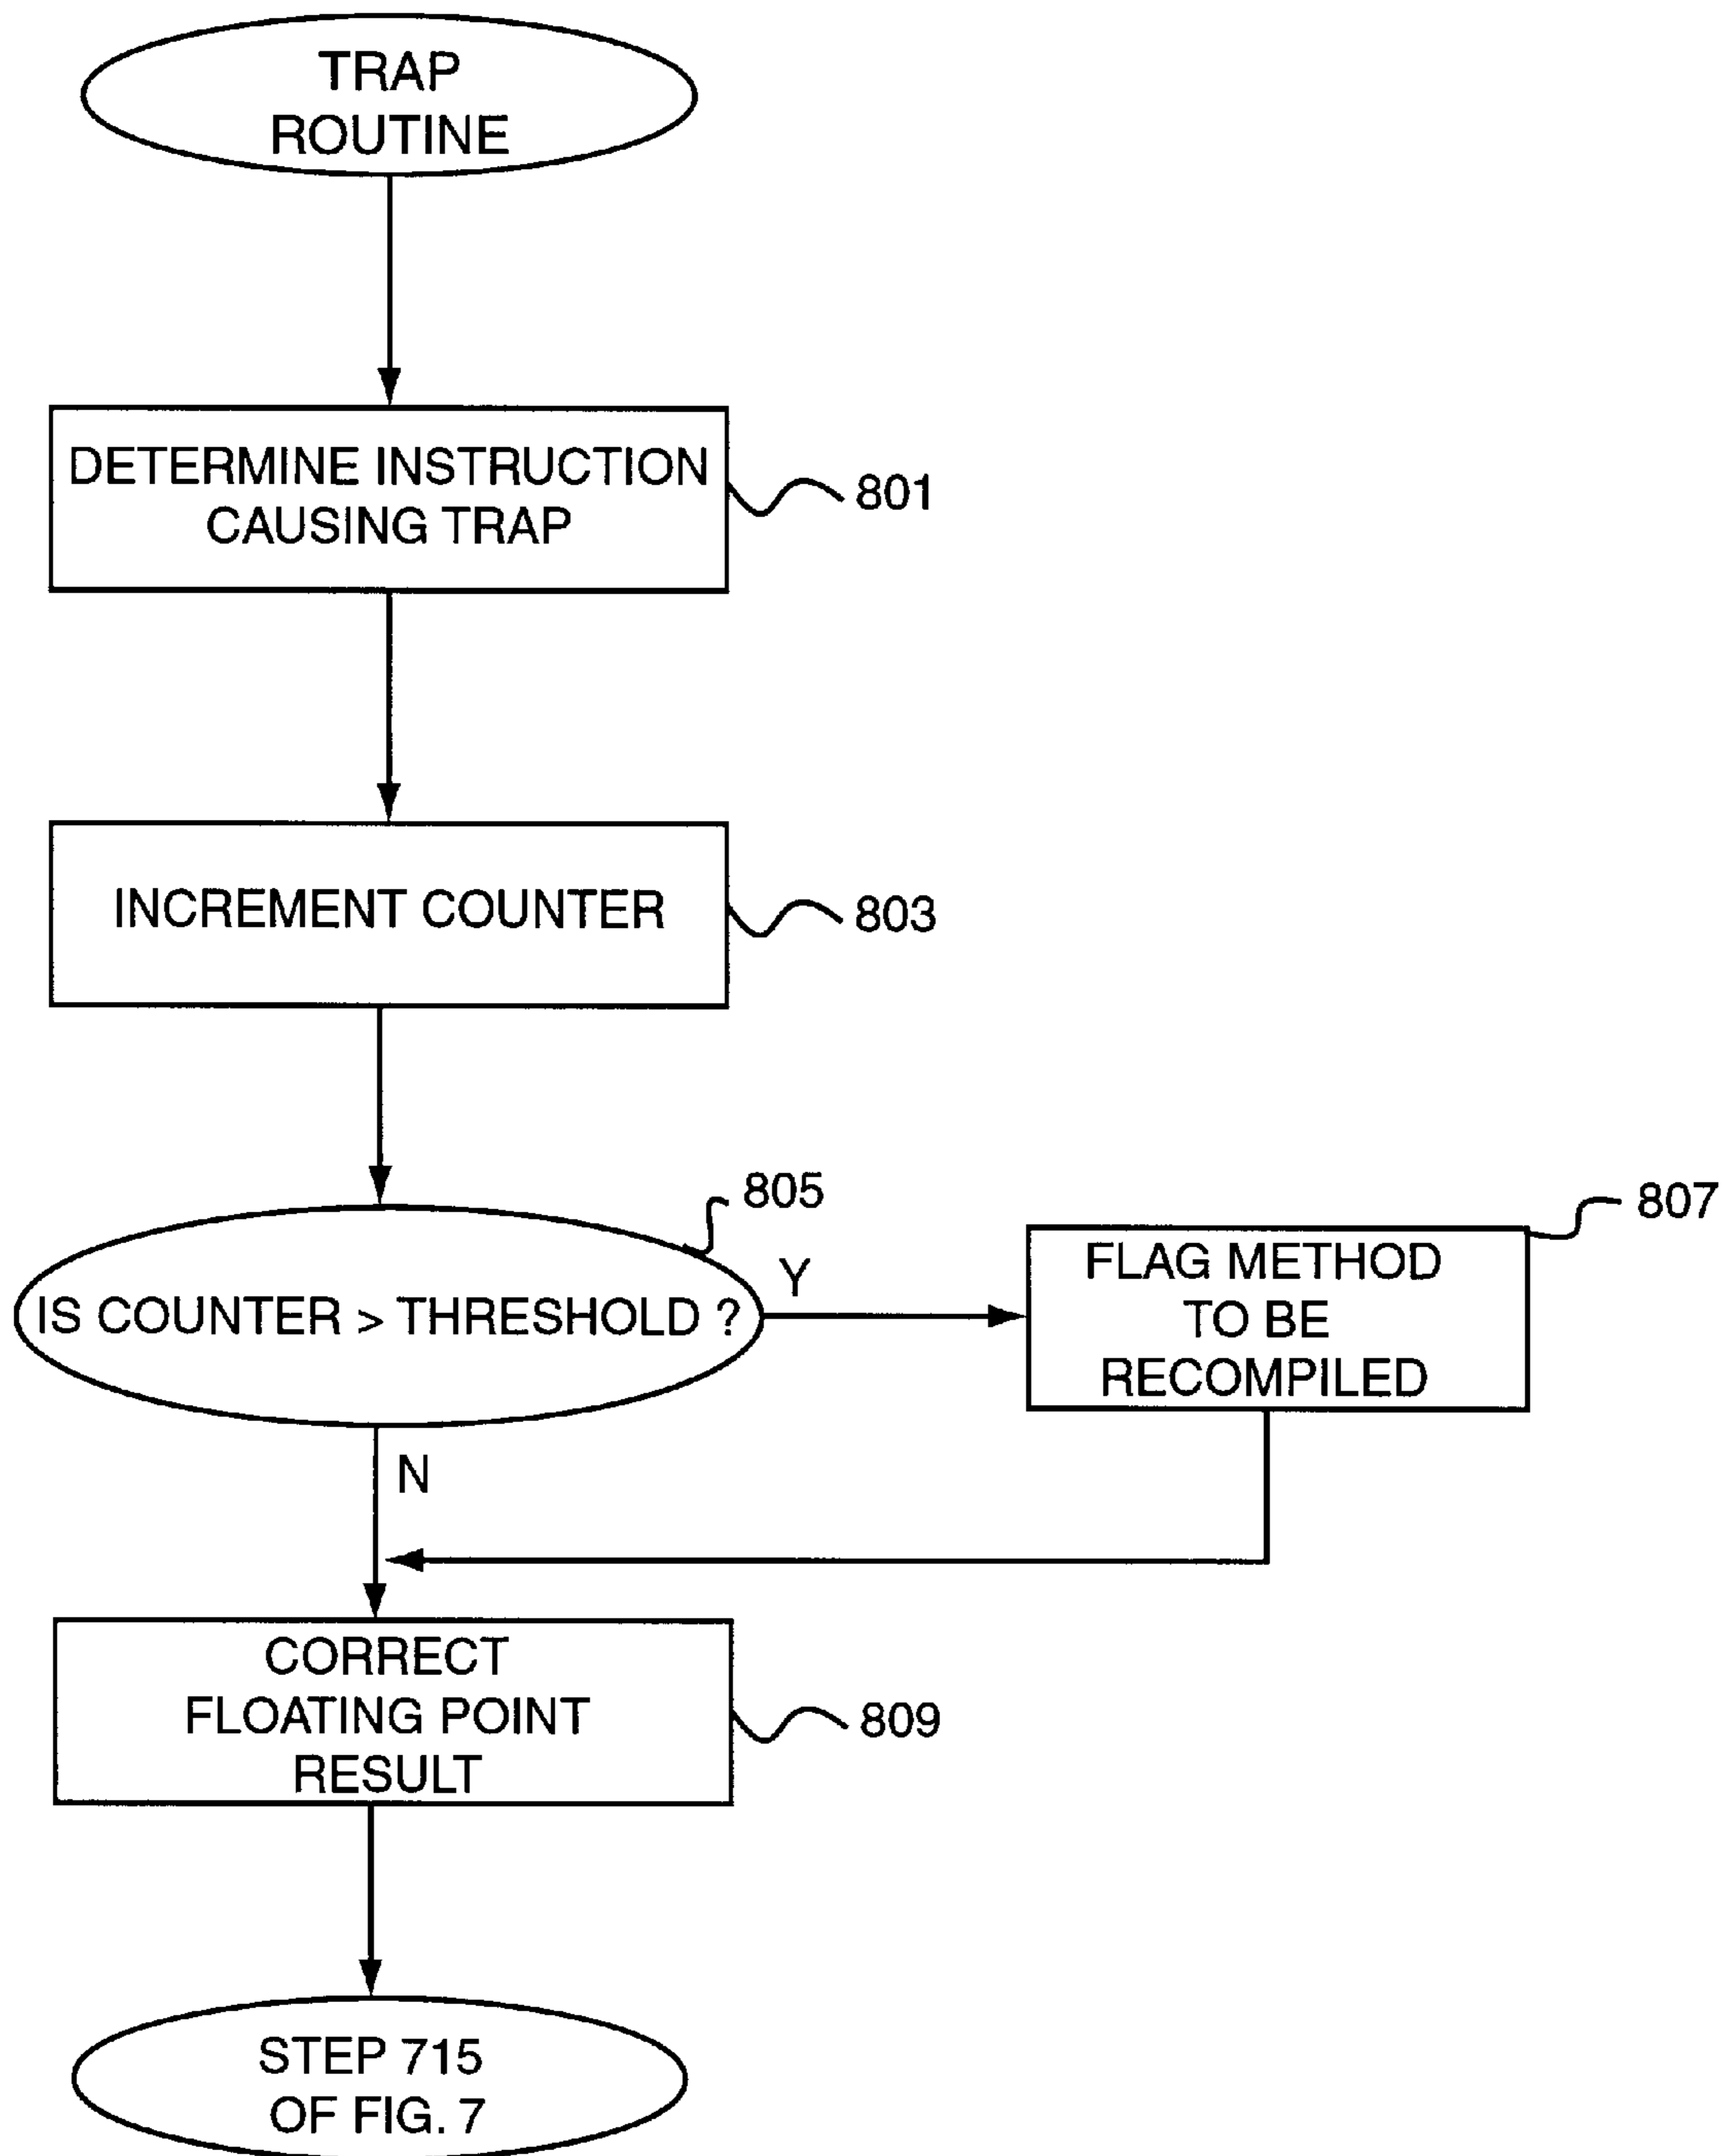 TRAP
ROUTINE
DETERMINE INSTRUCTION
CAUSING TRAP
801
INCREMENT COUNTER
803
805
IS COUNTER > THRESHOLD ?
Y
807
FLAG METHOD
TO BE
RECOMPILED
N
CORRECT
FLOATING POINT
RESULT
809
STEP 715
OF FIG. 7